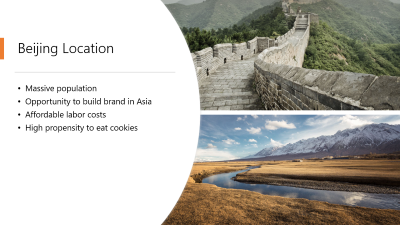 Beijing Location
• Massive population
• Opportunity to build brand in Asia
• Affordable labor costs
• High propensity to eat cookies